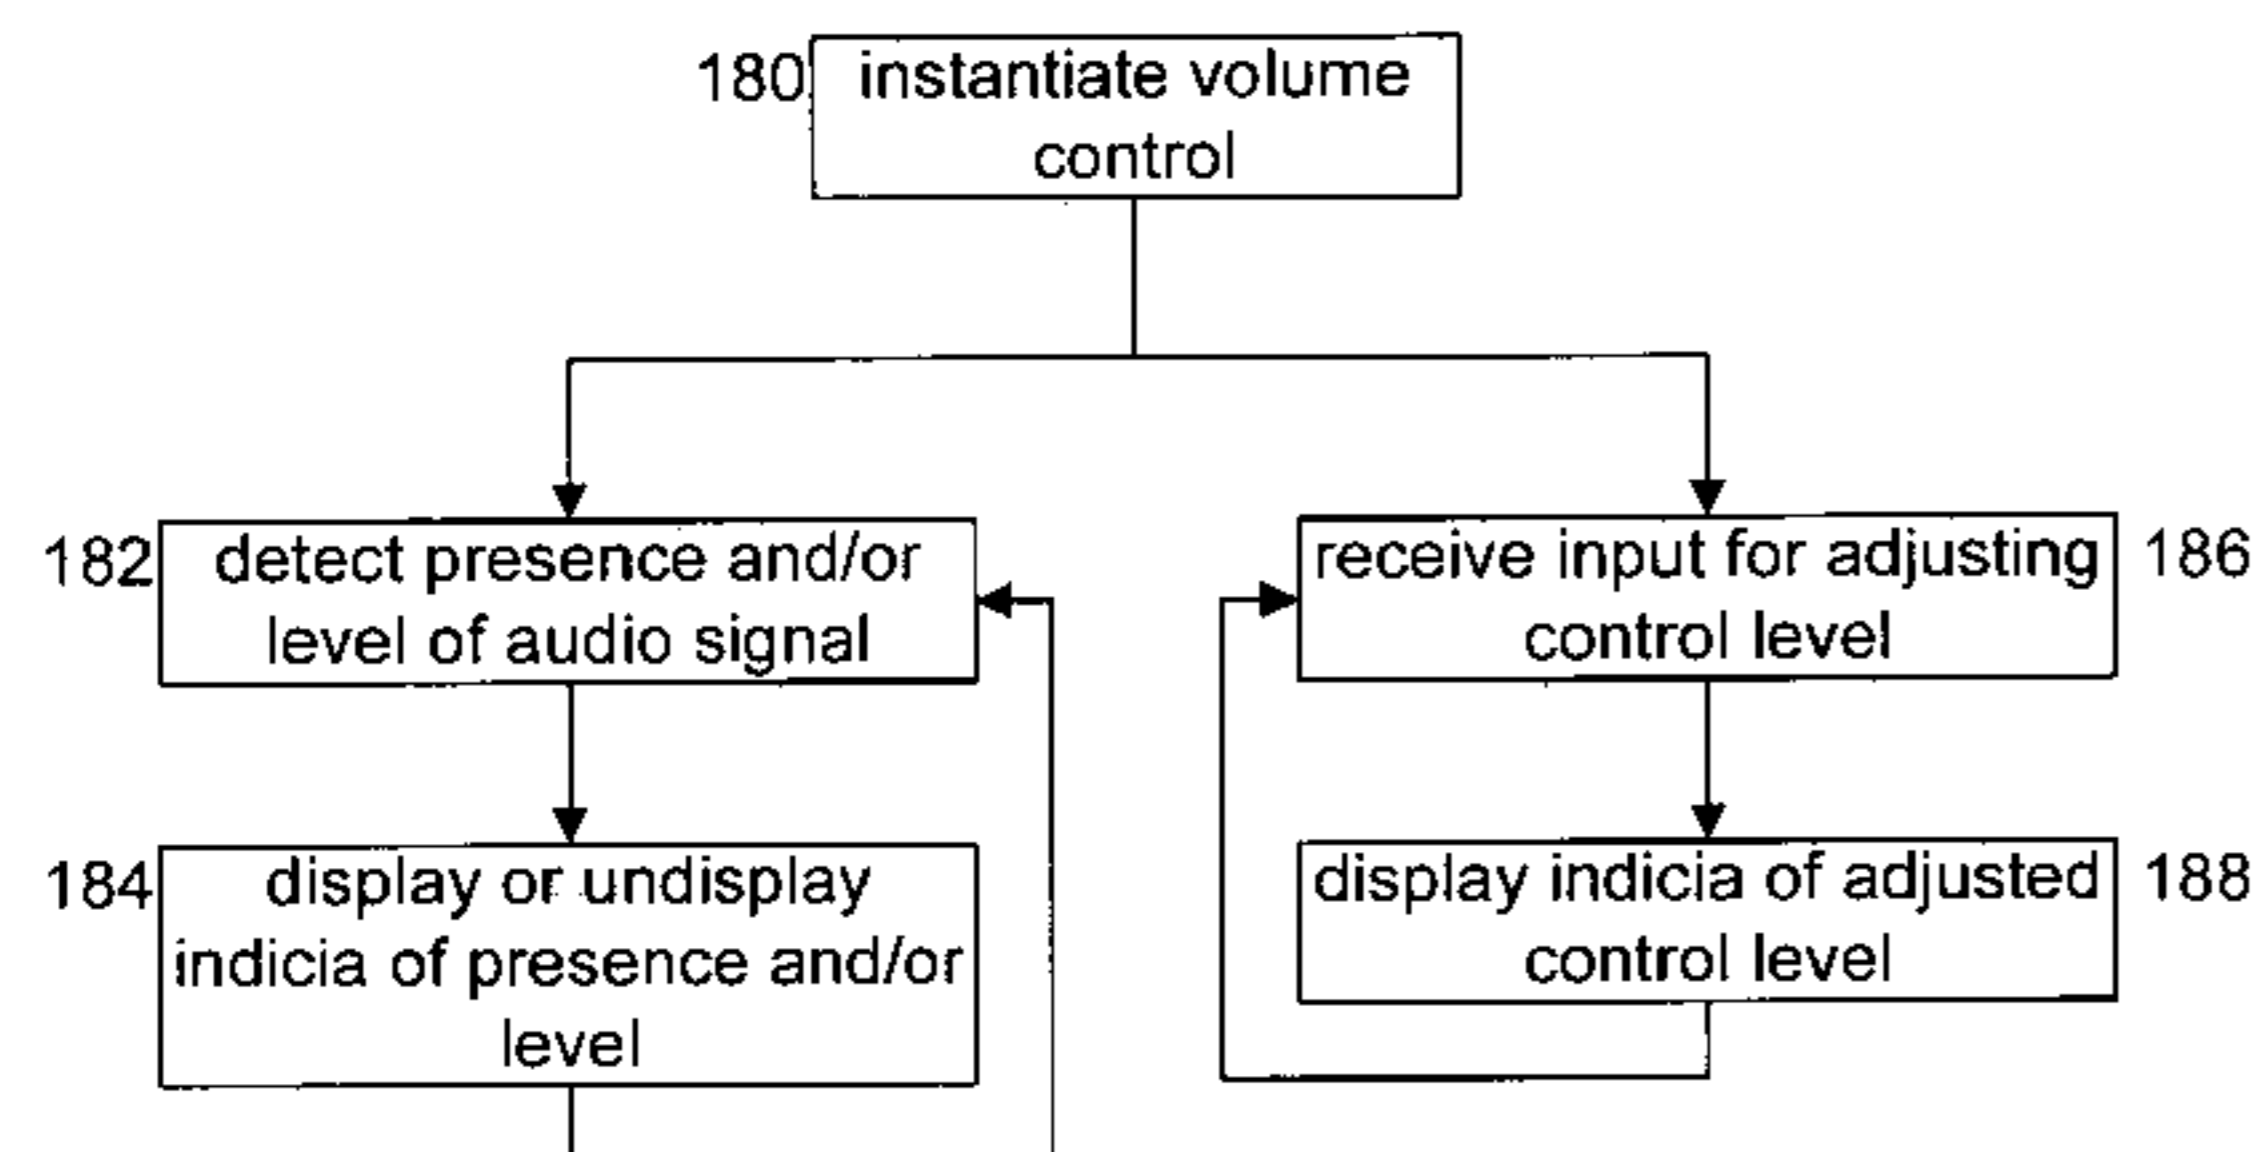 180
instantiate volume
control
182
detect presence and/or
level of audio signal
184
display or undisplay
indicia of presence and/or
level
receive input for adjusting
control level
186
display indicia of adjusted
control level
188